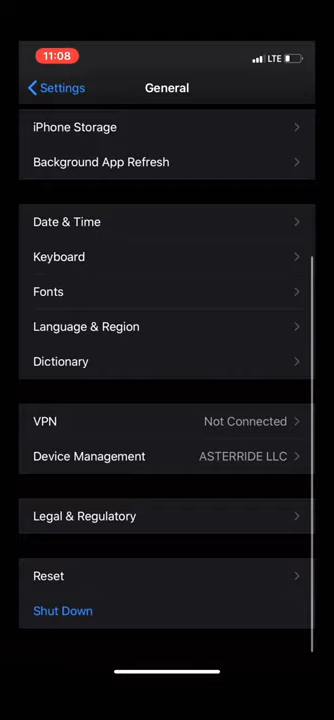 11:08
LTE
Settings
General
iPhone Storage
Background App Refresh
Date & Time
Keyboard
Fonts
Language & Region
Dictionary
VPN Not Connected
Device Management ASTERRIDE LLC
Legal & Regulatory
Reset
Shut Down